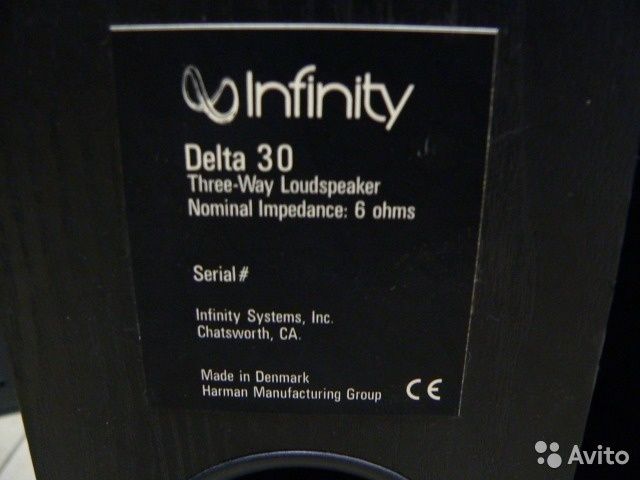 Infinity
Delta 30
Three-Way Loudspeaker
Nominal Impedance: 6 ohms
Serial#
Infinity Systems, Inc.
Chatsworth, CA.
Made in Denmark
Harman Manufacturing Group CE
Avito